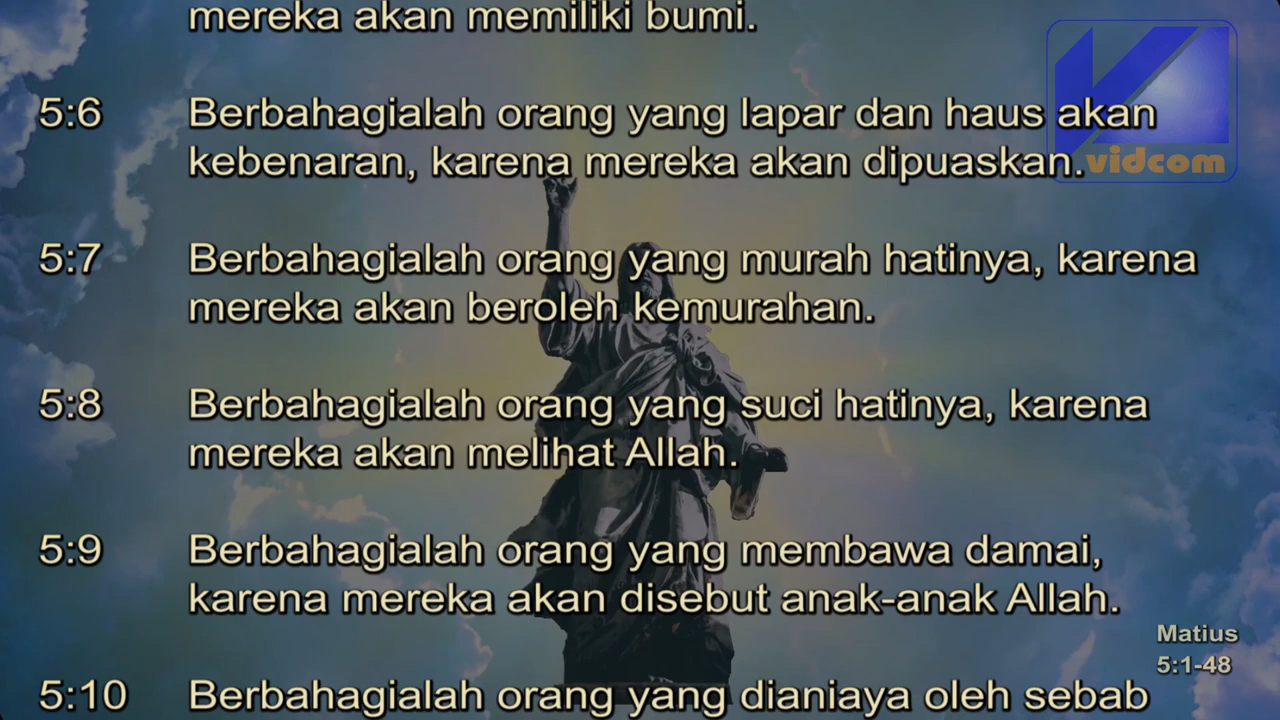 mereka akan memiliki bumi.
5:6 Berbahagialah orang yang lapar dan haus akan
kebenaran, karena mereka akan dipuaskan.
vidcom
5:7 Berbahagialah orang yang murah hatinya, karena
mereka akan beroleh kemurahan.
5:8 Berbahagialah orang yang suci hatinya, karena
mereka akan melihat Allah.
5:9 Berbahagialah orang yang membawa damai,
karena mereka akan disebut anak-anak Allah.
Matius
5:1-48
5:10 Berbahagialah orang yang dianiaya oleh sebab